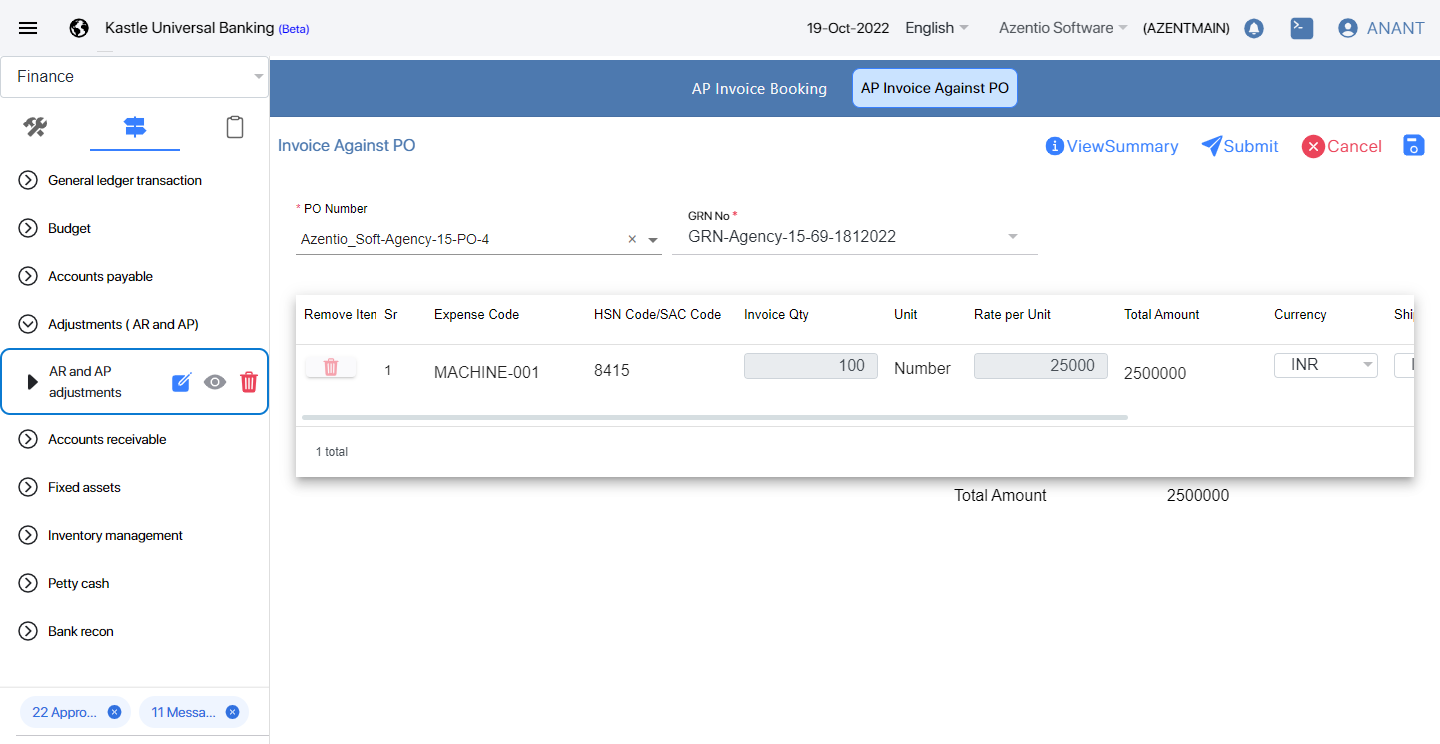 Kastle Universal Banking (Beta)
19-Oct-2022 English Azentio Software (AZENTMAIN) ANANT
Finance
AP Invoice Booking AP Invoice Against PO
General ledger transaction
Budget
Accounts payable
Adjustments ( AR and AP)
AR and AP
adjustments
Accounts receivable
Fixed assets
Inventory management
Petty cash
Bank recon
22 Appro...
11 Messa...
Invoice Against PO ViewSummary Submit Cancel
* PO Number
Azentio_Soft-Agency-15-PO-4
GRN No *
GRN-Agency-15-69-1812022
Remove Iten Sr Expense Code HSN Code/SAC Code Invoice Qty Unit Rate per Unit Total Amount Currency Shi
1 MACHINE-001 8415 100 Number 25000 2500000 INR
1 total
Total Amount 2500000